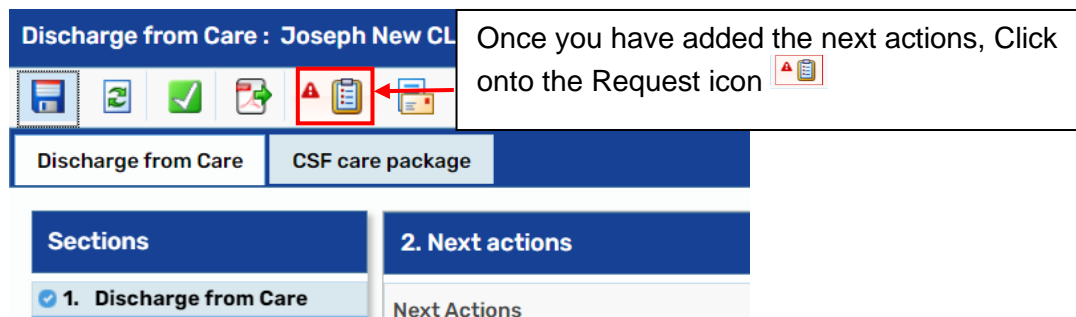 Discharge from Care : Joseph New CL
Once you have added the next actions, Click
onto the Request icon
Discharge from Care
CSF care package
Sections
2. Next actions
1. Discharge from Care
Next Actions